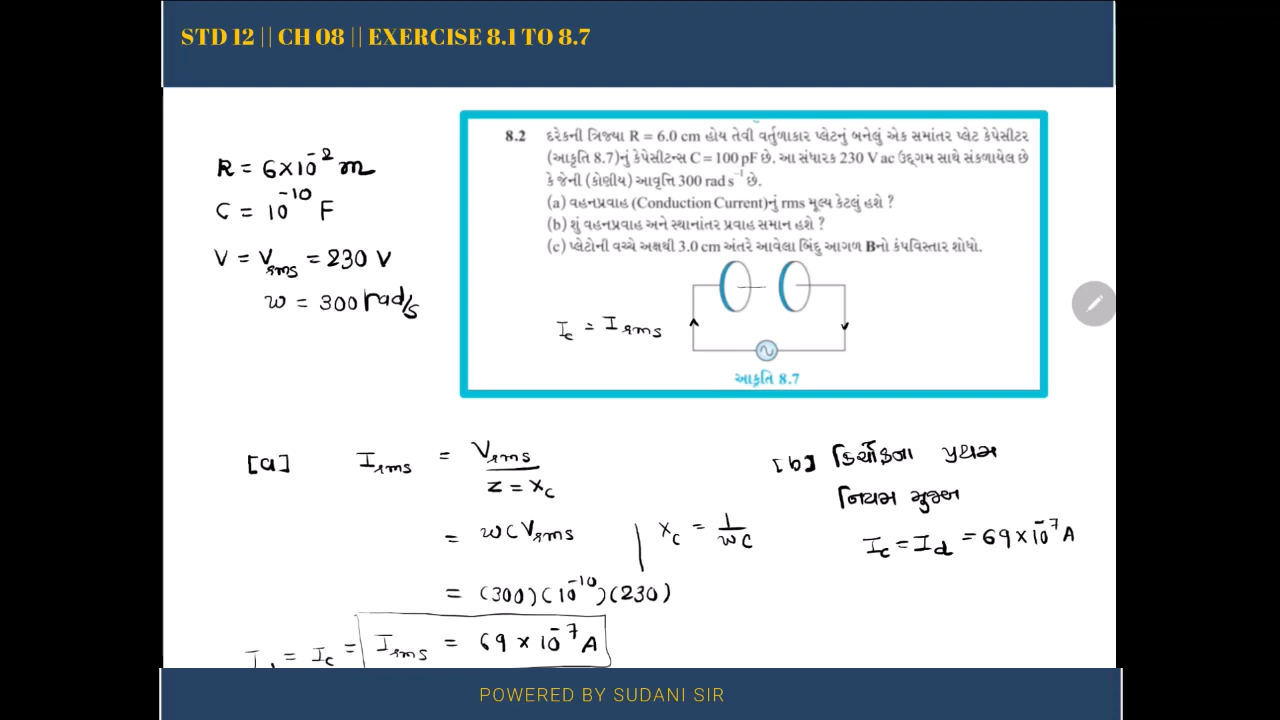 STD 12 || CH 08 || EXERCISE 8.1 TO 8.7
R = 6×10⁻² m
C = 10⁻¹⁰ F
V = Vrms = 230 V
w = 300 rad/s
8.2 દરેકની ત્રિજ્યા R = 6.0 cm હોય તેવી વર્તુળાકાર પ્લેટનું બનેલું એક સમાંતર પ્લેટ કેપેસીટર
(આકૃતિ 8.7)નું કેપેસીટન્સ C = 100 pF છે. આ સંધારક 230 V ac ઉદ્ગમ સાથે સંકળાયેલ છે
કે જેની (કોણીય) આવૃત્તિ 300 rad s⁻¹ છે.
(a) વહનપ્રવાહ (Conduction Current)નું rms મૂલ્ય કેટલું હશે ?
(b) શું વહનપ્રવાહ અને સ્થાનાંતર પ્રવાહ સમાન હશે ?
(c) પ્લેટોની વચ્ચે અક્ષથી 3.0 cm અંતરે આવેલા બિંદુ આગળ Bનો કંપવિસ્તાર શોધો.
Ic = Irms
આકૃતિ 8.7
[a] Irms = Vrms / Z = Xc
= wCVrms | Xc = 1/wC
= (300)(10⁻¹⁰)(230)
= Ic = Irms = 69 × 10⁻⁷ A
[b] કિર્ચોફના પ્રથમ
નિયમ મુજબ
Ic = Id = 69×10⁻⁷ A
POWERED BY SUDANI SIR